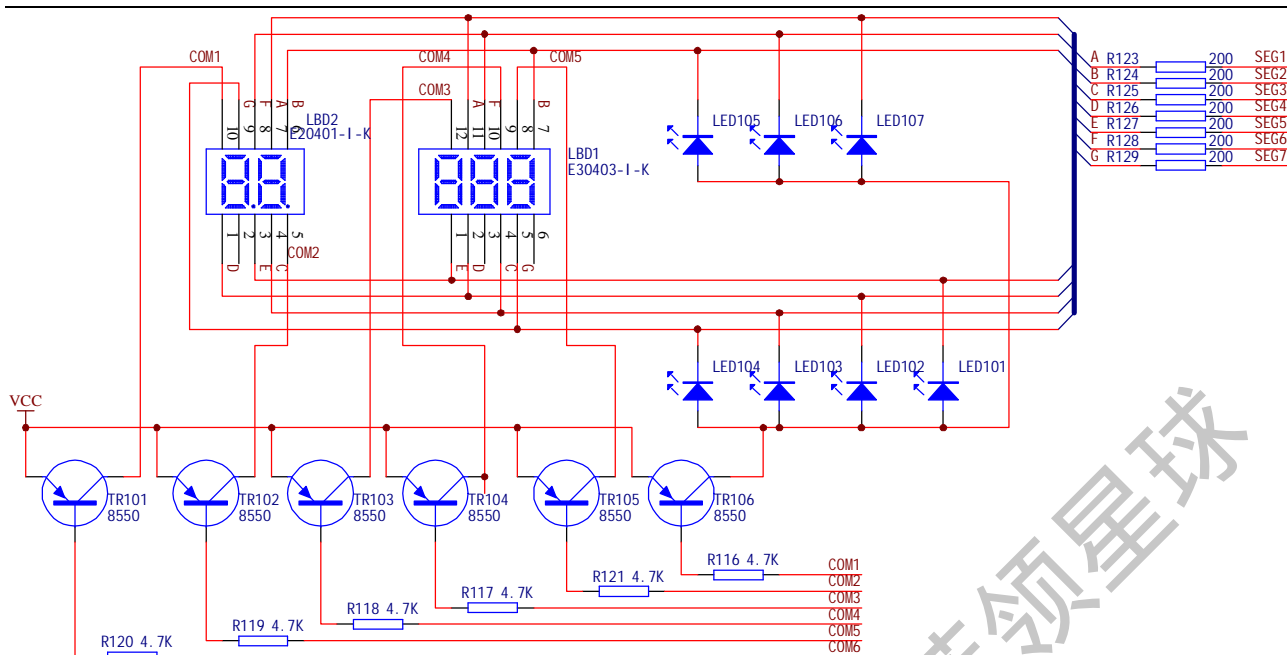 COM1
COM4
COM5
COM3
G F A B
10 9 8 7 6
LBD2
E20401-I-K
A F B
12 11 10 9 8 7
LBD1
E30403-I-K
1 2 3 4 5
D E C
COM2
1 2 3 4 5 6
E D C G
LED105
LED106
LED107
A R123 200 SEG1
B R124 200 SEG2
C R125 200 SEG3
D R126 200 SEG4
E R127 200 SEG5
F R128 200 SEG6
G R129 200 SEG7
LED104
LED103
LED102
LED101
VCC
TR101
8550
TR102
8550
TR103
8550
TR104
8550
TR105
8550
TR106
8550
R116 4.7K
COM1
R121 4.7K
COM2
R117 4.7K
COM3
R118 4.7K
COM4
R119 4.7K
COM5
R120 4.7K
COM6
领星球